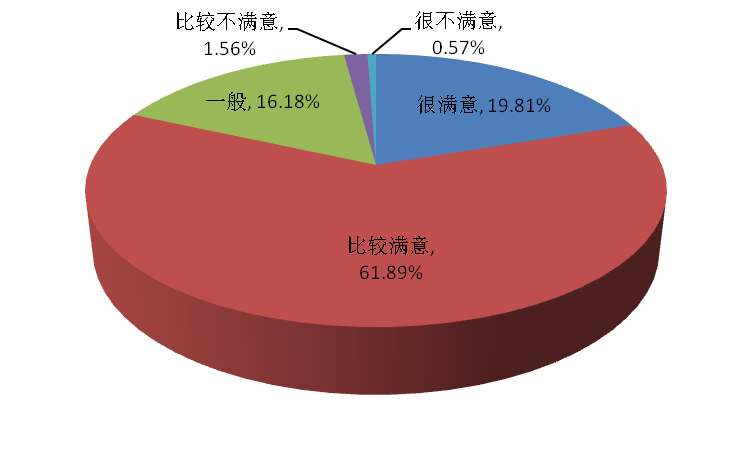 比较不满意,
1.56%
很不满意,
0.57%
一般, 16.18%
很满意, 19.81%
比较满意,
61.89%